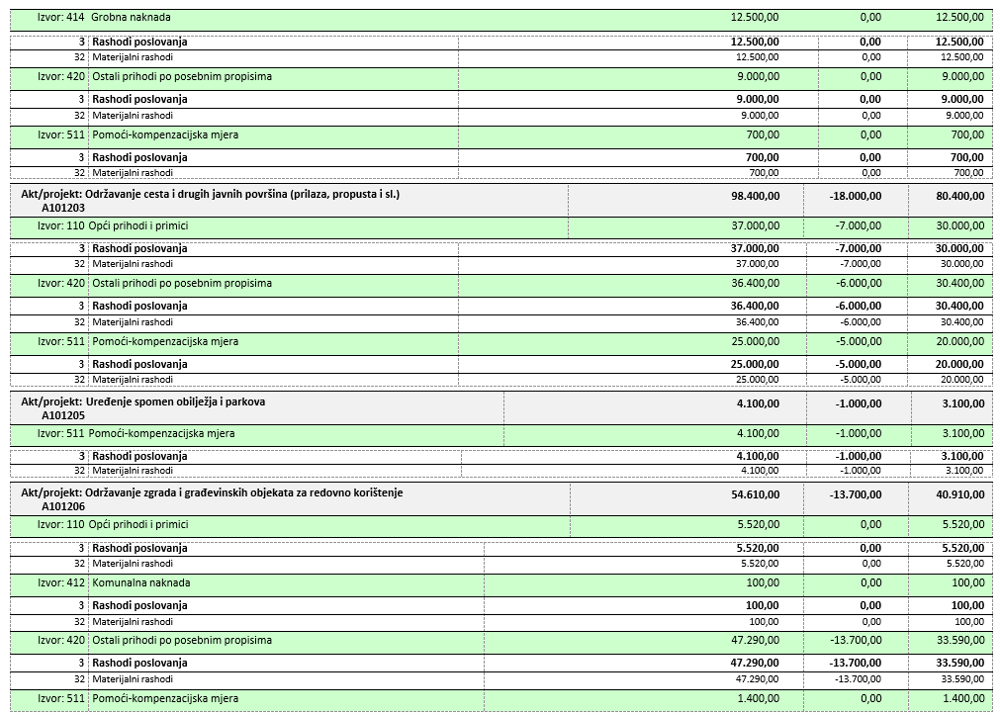 Izvor: 414 Grobna naknada 12.500,00 0,00 12.500,00
3 Rashodi poslovanja 12.500,00 0,00 12.500,00
32 Materijalni rashodi 12.500,00 0,00 12.500,00
Izvor: 420 Ostali prihodi po posebnim propisima 9.000,00 0,00 9.000,00
3 Rashodi poslovanja 9.000,00 0,00 9.000,00
32 Materijalni rashodi 9.000,00 0,00 9.000,00
Izvor: 511 Pomoći-kompenzacijska mjera 700,00 0,00 700,00
3 Rashodi poslovanja 700,00 0,00 700,00
32 Materijalni rashodi 700,00 0,00 700,00
Akt/projekt: Održavanje cesta i drugih javnih površina (prilaza, propusta i sl.) 98.400,00 -18.000,00 80.400,00
A101203
Izvor: 110 Opći prihodi i primici 37.000,00 -7.000,00 30.000,00
3 Rashodi poslovanja 37.000,00 -7.000,00 30.000,00
32 Materijalni rashodi 37.000,00 -7.000,00 30.000,00
Izvor: 420 Ostali prihodi po posebnim propisima 36.400,00 -6.000,00 30.400,00
3 Rashodi poslovanja 36.400,00 -6.000,00 30.400,00
32 Materijalni rashodi 36.400,00 -6.000,00 30.400,00
Izvor: 511 Pomoći-kompenzacijska mjera 25.000,00 -5.000,00 20.000,00
3 Rashodi poslovanja 25.000,00 -5.000,00 20.000,00
32 Materijalni rashodi 25.000,00 -5.000,00 20.000,00
Akt/projekt: Uređenje spomen obilježja i parkova 4.100,00 -1.000,00 3.100,00
A101205
Izvor: 511 Pomoći-kompenzacijska mjera 4.100,00 -1.000,00 3.100,00
3 Rashodi poslovanja 4.100,00 -1.000,00 3.100,00
32 Materijalni rashodi 4.100,00 -1.000,00 3.100,00
Akt/projekt: Održavanje zgrada i građevinskih objekata za redovno korištenje 54.610,00 -13.700,00 40.910,00
A101206
Izvor: 110 Opći prihodi i primici 5.520,00 0,00 5.520,00
3 Rashodi poslovanja 5.520,00 0,00 5.520,00
32 Materijalni rashodi 5.520,00 0,00 5.520,00
Izvor: 412 Komunalna naknada 100,00 0,00 100,00
3 Rashodi poslovanja 100,00 0,00 100,00
32 Materijalni rashodi 100,00 0,00 100,00
Izvor: 420 Ostali prihodi po posebnim propisima 47.290,00 -13.700,00 33.590,00
3 Rashodi poslovanja 47.290,00 -13.700,00 33.590,00
32 Materijalni rashodi 47.290,00 -13.700,00 33.590,00
Izvor: 511 Pomoći-kompenzacijska mjera 1.400,00 0,00 1.400,00